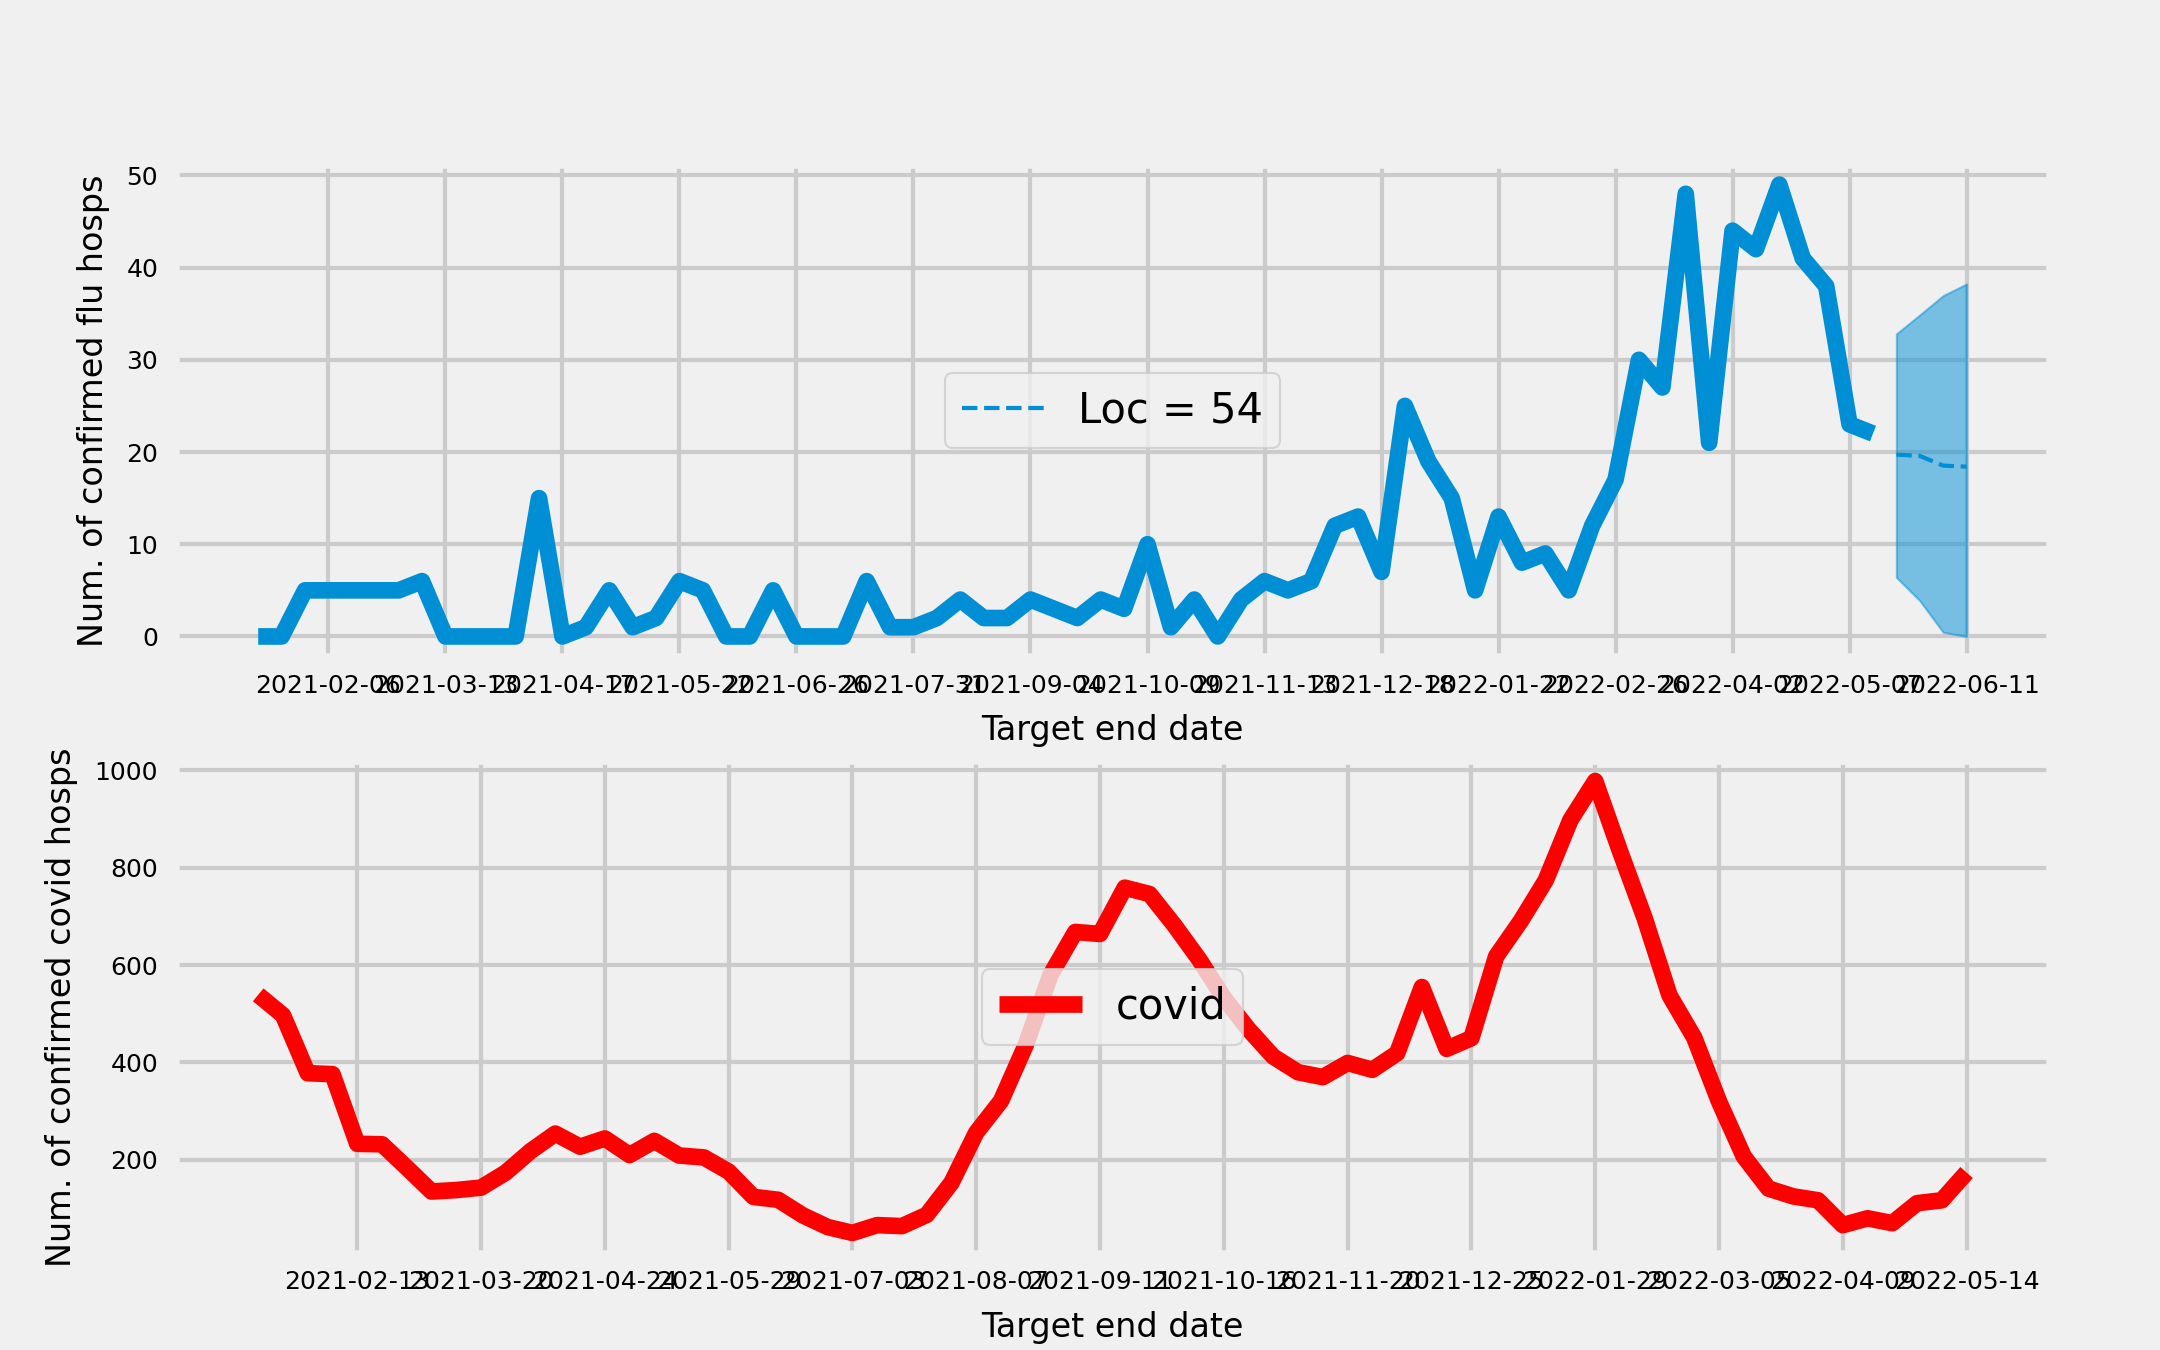 Num. of confirmed flu hosps
50
40
30
20
10
0
Loc = 54
2021-02-06 2021-03-13 2021-04-17 2021-05-22 2021-06-26 2021-07-31 2021-09-04 2021-10-09 2021-11-13 2021-12-18 2022-01-22 2022-02-26 2022-04-02 2022-05-07 2022-06-11
Target end date
Num. of confirmed covid hosps
1000
800
600
400
200
covid
2021-02-13 2021-03-20 2021-04-24 2021-05-29 2021-07-03 2021-08-07 2021-09-11 2021-10-16 2021-11-20 2021-12-25 2022-01-29 2022-03-05 2022-04-09 2022-05-14
Target end date